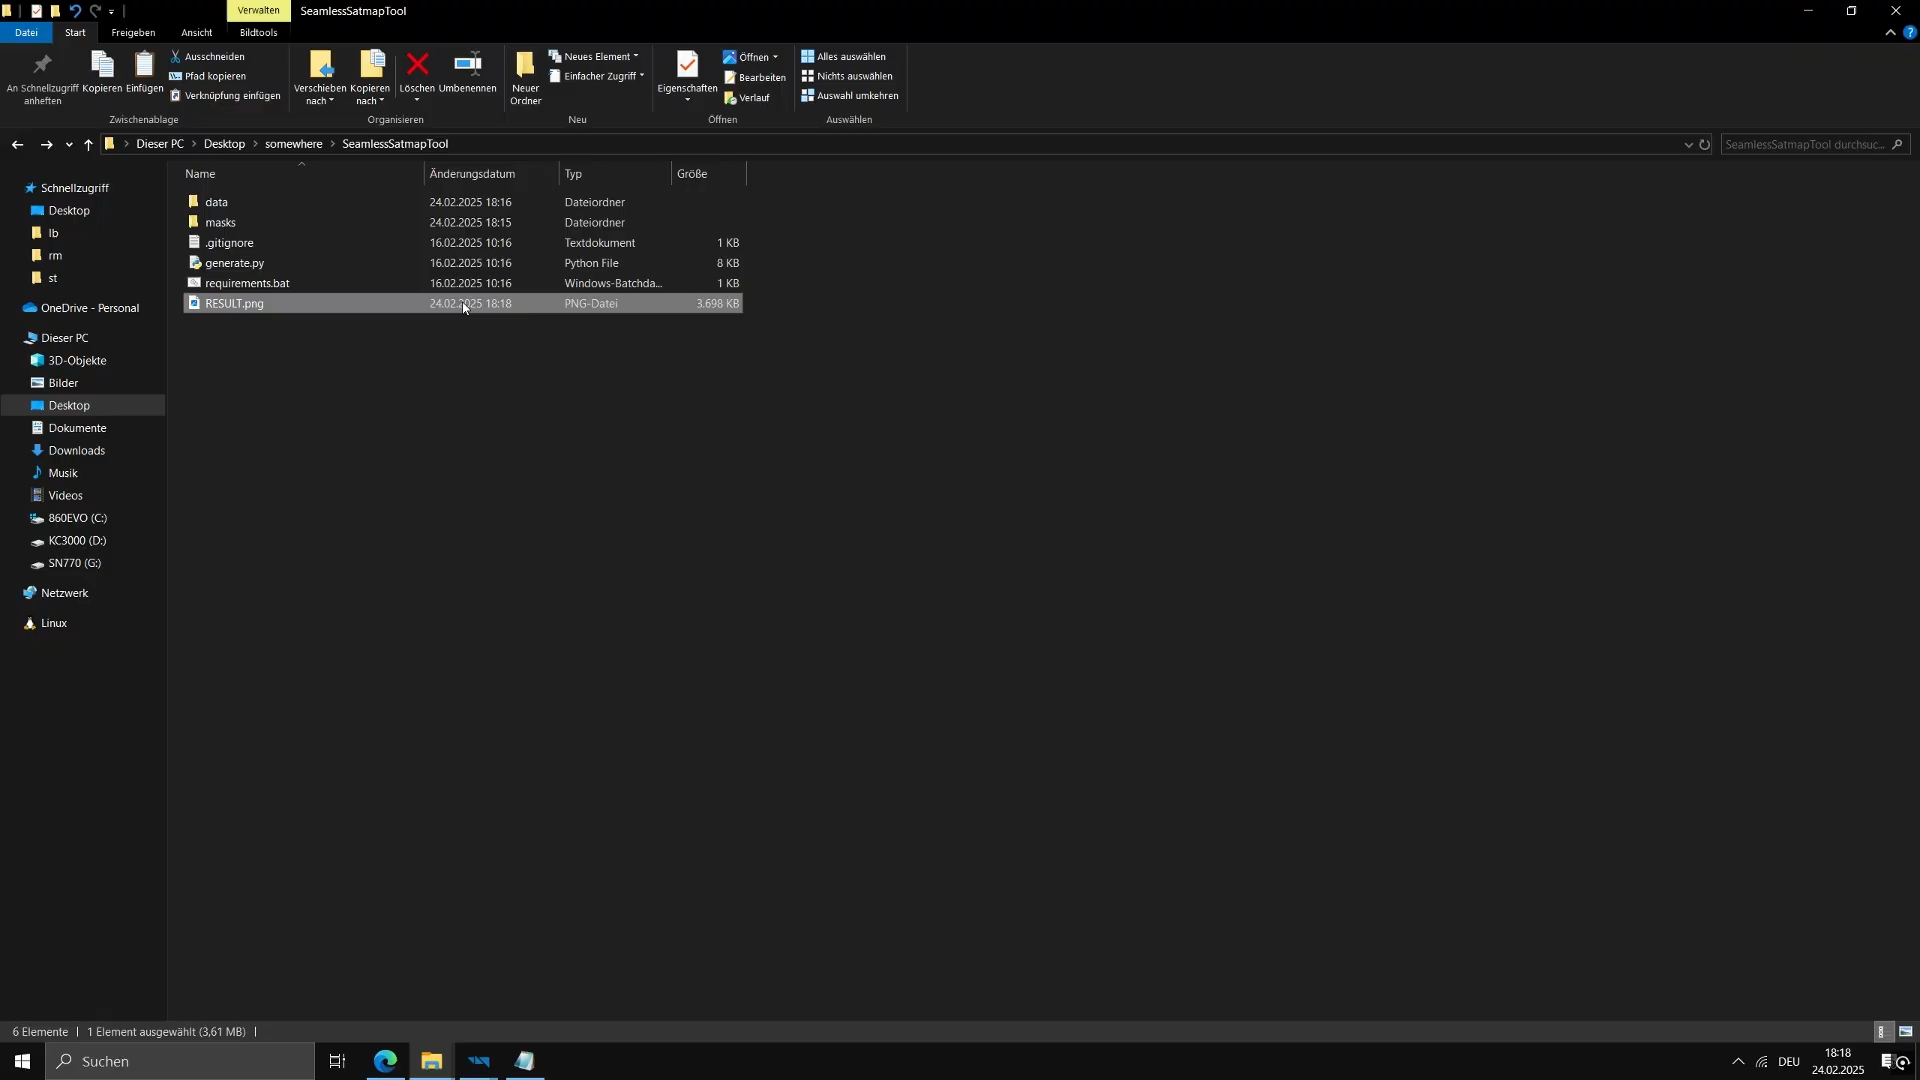 Verwalten
SeamlessSatmapTool
Datei
Start
Freigeben
Ansicht
Bildtools
An Schnellzugriff anheften
Kopieren
Einfügen
Ausschneiden
Pfad kopieren
Verknüpfung einfügen
Zwischenablage
Verschieben nach
Kopieren nach
Löschen
Umbenennen
Organisieren
Neuer Ordner
Neues Element
Einfacher Zugriff
Neu
Eigenschaften
Öffnen
Bearbeiten
Verlauf
Öffnen
Alles auswählen
Nichts auswählen
Auswahl umkehren
Auswählen
Dieser PC > Desktop > somewhere > SeamlessSatmapTool
SeamlessSatmapTool durchsuc...
Schnellzugriff
Desktop
lb
rm
st
OneDrive - Personal
Dieser PC
3D-Objekte
Bilder
Desktop
Dokumente
Downloads
Musik
Videos
860EVO (C:)
KC3000 (D:)
SN770 (G:)
Netzwerk
Linux
Name Änderungsdatum Typ Größe
data 24.02.2025 18:16 Dateiordner
masks 24.02.2025 18:15 Dateiordner
.gitignore 16.02.2025 10:16 Textdokument 1 KB
generate.py 16.02.2025 10:16 Python File 8 KB
requirements.bat 16.02.2025 10:16 Windows-Batchda... 1 KB
RESULT.png 24.02.2025 18:18 PNG-Datei 3.698 KB
6 Elemente | 1 Element ausgewählt (3,61 MB) |
Suchen
DEU
18:18
24.02.2025